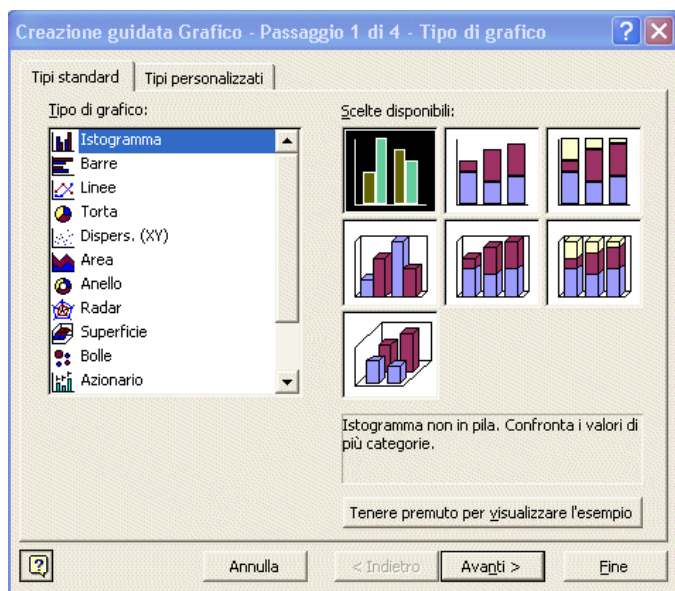 Creazione guidata Grafico - Passaggio 1 di 4 - Tipo di grafico
Tipi standard
Tipi personalizzati
Tipo di grafico:
Istogramma
Barre
Linee
Torta
Dispers. (XY)
Area
Anello
Radar
Superficie
Bolle
Azionario
Scelte disponibili:
Istogramma non in pila. Confronta i valori di
più categorie.
Tenere premuto per visualizzare l'esempio
Annulla
< Indietro
Avanti >
Fine